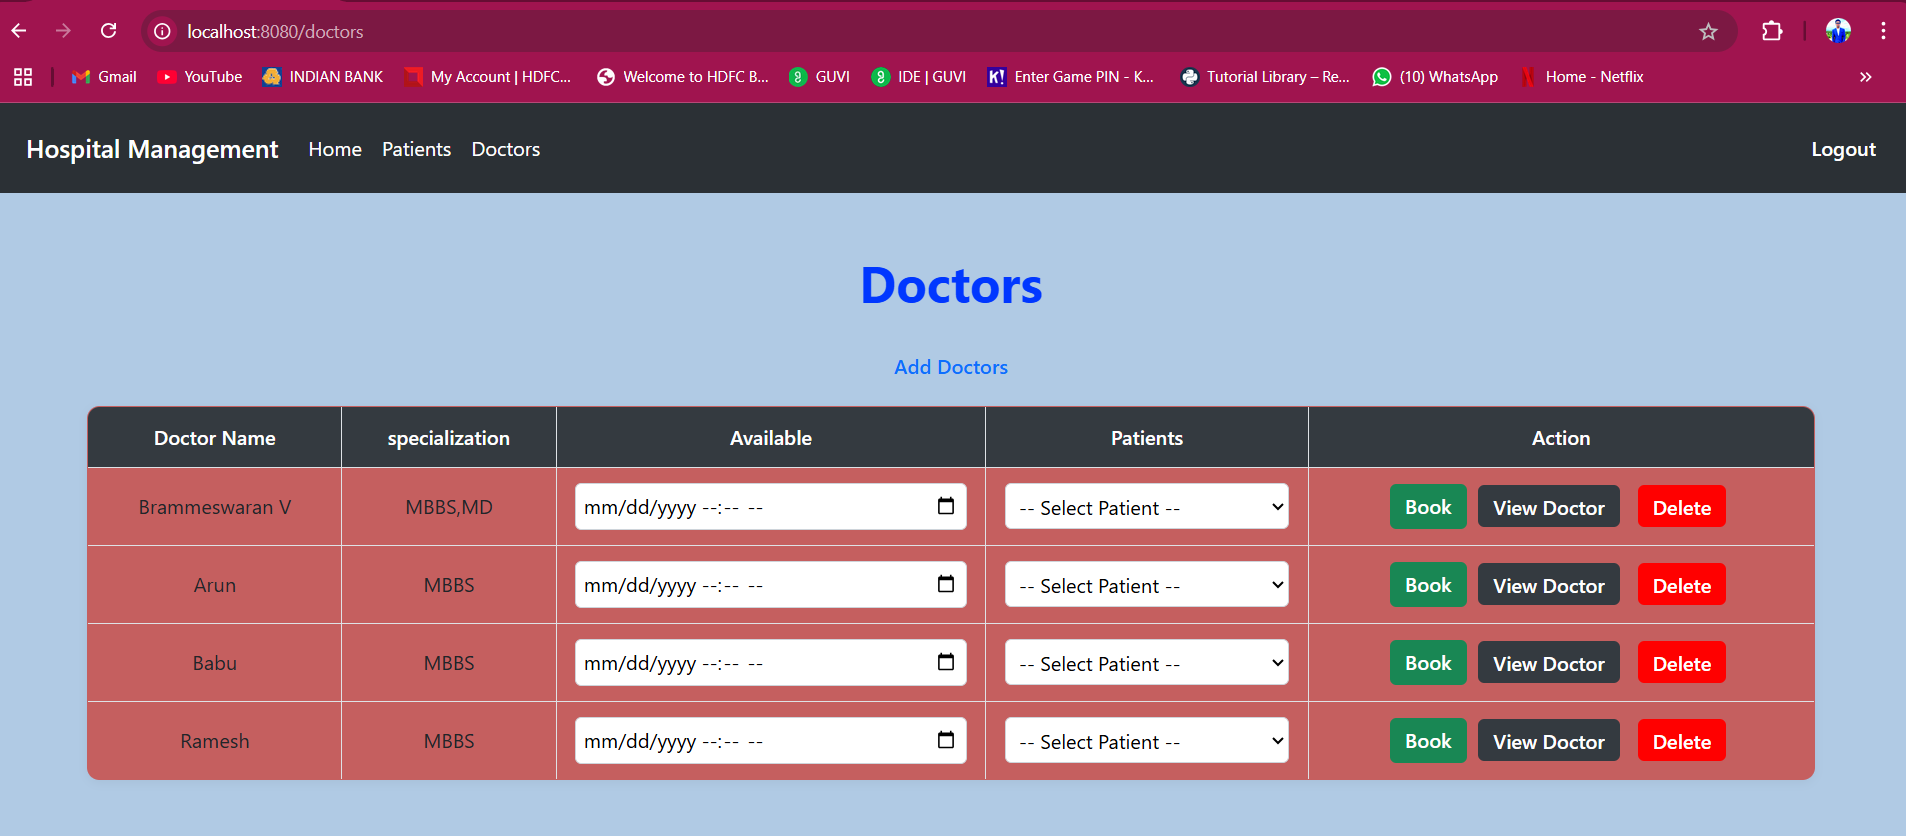 localhost:8080/doctors
Gmail YouTube INDIAN BANK My Account | HDFC... Welcome to HDFC B... GUVI IDE | GUVI K! Enter Game PIN - K... Tutorial Library – Re... (10) WhatsApp Home - Netflix
Hospital Management Home Patients Doctors Logout
Doctors
Add Doctors
Doctor Name specialization Available Patients Action
Brammeswaran V MBBS,MD mm/dd/yyyy --:-- -- -- Select Patient -- Book View Doctor Delete
Arun MBBS mm/dd/yyyy --:-- -- -- Select Patient -- Book View Doctor Delete
Babu MBBS mm/dd/yyyy --:-- -- -- Select Patient -- Book View Doctor Delete
Ramesh MBBS mm/dd/yyyy --:-- -- -- Select Patient -- Book View Doctor Delete